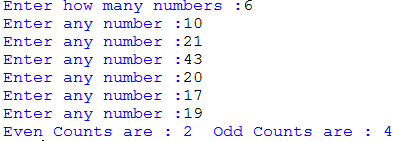 Enter how many numbers :6
Enter any number :10
Enter any number :21
Enter any number :43
Enter any number :20
Enter any number :17
Enter any number :19
Even Counts are : 2  Odd Counts are : 4